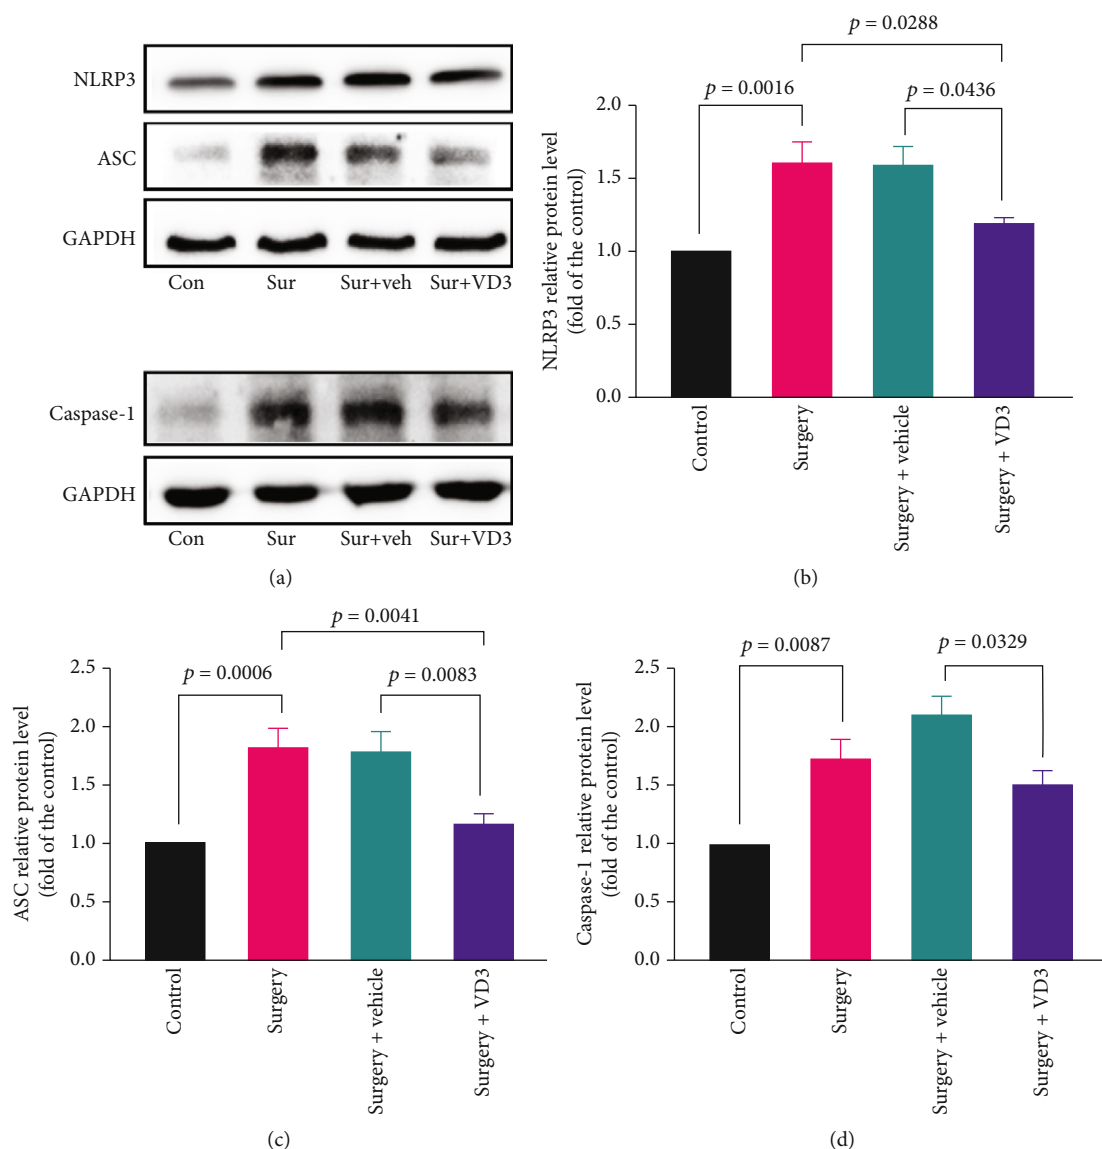 NLRP3
ASC
GAPDH
Con Sur Sur+veh Sur+VD3
Caspase-1
GAPDH
Con Sur Sur+veh Sur+VD3
(a)
p = 0.0288
p = 0.0016
p = 0.0436
2.0
1.5
1.0
0.5
0.0
NLRP3 relative protein level
(fold of the control)
Control
Surgery
Surgery + vehicle
Surgery + VD3
(b)
p = 0.0041
p = 0.0006
p = 0.0083
2.5
2.0
1.5
1.0
0.5
0.0
ASC relative protein level
(fold of the control)
Control
Surgery
Surgery + vehicle
Surgery + VD3
(c)
p = 0.0087
p = 0.0329
2.5
2.0
1.5
1.0
0.5
0.0
Caspase-1 relative protein level
(fold of the control)
Control
Surgery
Surgery + vehicle
Surgery + VD3
(d)